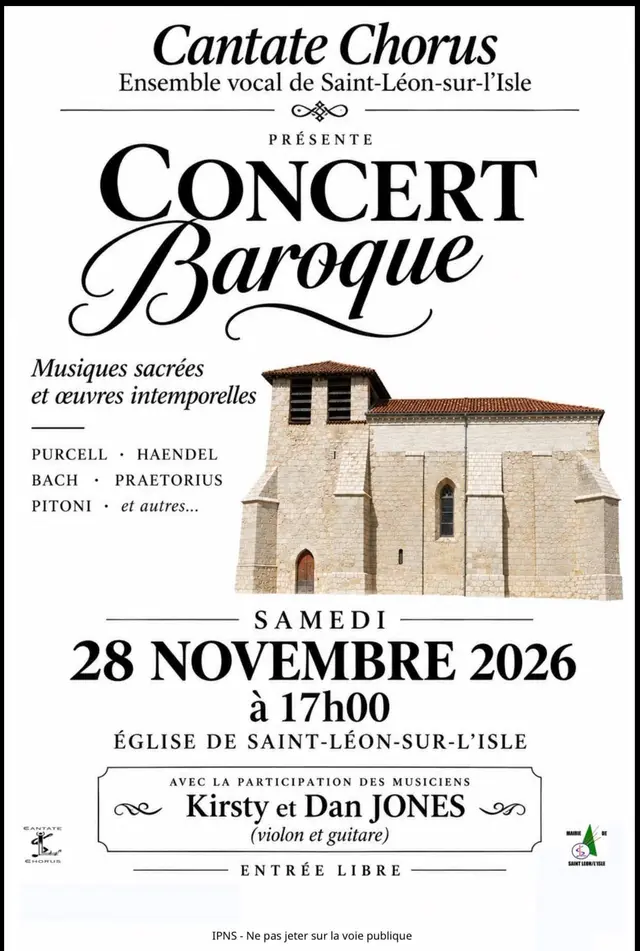 Cantate Chorus
Ensemble vocal de Saint-Léon-sur-l'Isle
PRÉSENTE
CONCERT
Baroque
Musiques sacrées
et œuvres intemporelles
PURCELL · HAENDEL
BACH · PRAETORIUS
PITONI · et autres...
SAMEDI
28 NOVEMBRE 2026
à 17h00
ÉGLISE DE SAINT-LÉON-SUR-L'ISLE
AVEC LA PARTICIPATION DES MUSICIENS
Kirsty et Dan JONES
(violon et guitare)
CANTATE
CHORUS
MAIRIE DE
SAINT LEON/L'ISLE
ENTRÉE LIBRE
IPNS - Ne pas jeter sur la voie publique